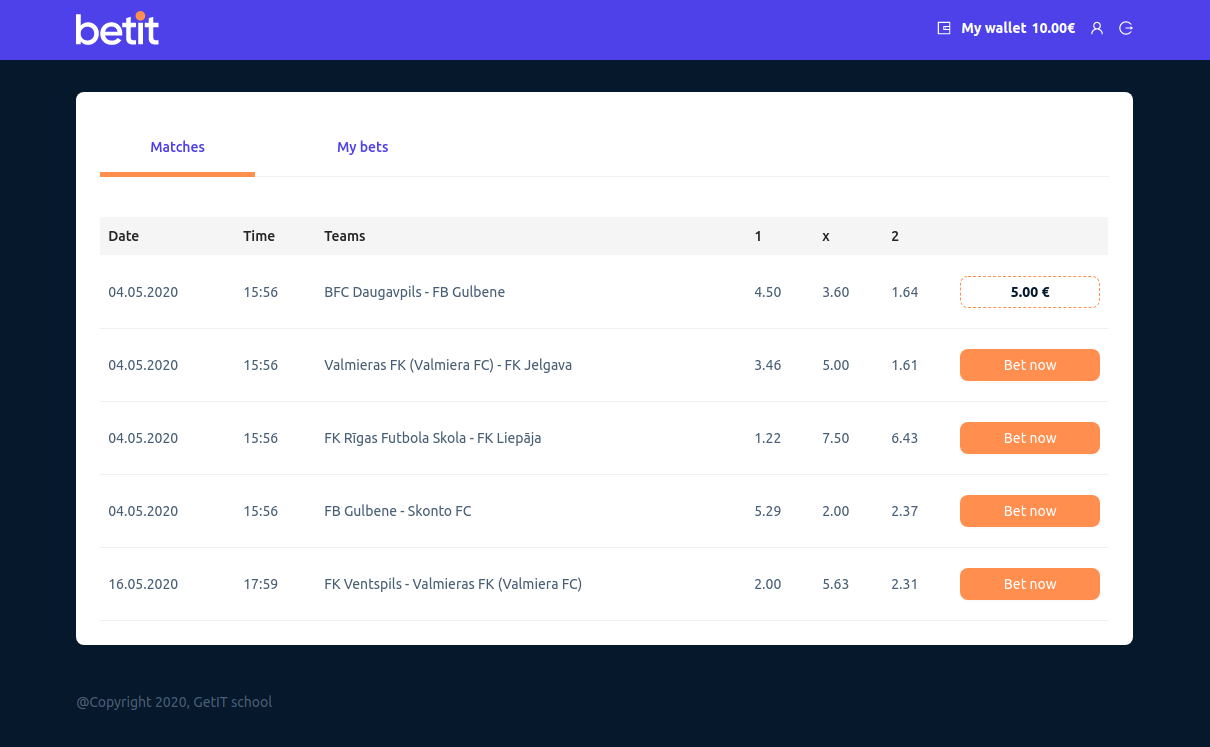 betit My wallet 10.00€
Matches My bets
Date Time Teams 1 x 2
04.05.2020 15:56 BFC Daugavpils - FB Gulbene 4.50 3.60 1.64 5.00 €
04.05.2020 15:56 Valmieras FK (Valmiera FC) - FK Jelgava 3.46 5.00 1.61 Bet now
04.05.2020 15:56 FK Rīgas Futbola Skola - FK Liepāja 1.22 7.50 6.43 Bet now
04.05.2020 15:56 FB Gulbene - Skonto FC 5.29 2.00 2.37 Bet now
16.05.2020 17:59 FK Ventspils - Valmieras FK (Valmiera FC) 2.00 5.63 2.31 Bet now
@Copyright 2020, GetIT school